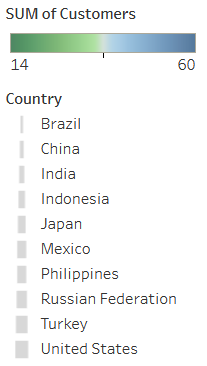 SUM of Customers
14 60
Country
Brazil
China
India
Indonesia
Japan
Mexico
Philippines
Russian Federation
Turkey
United States